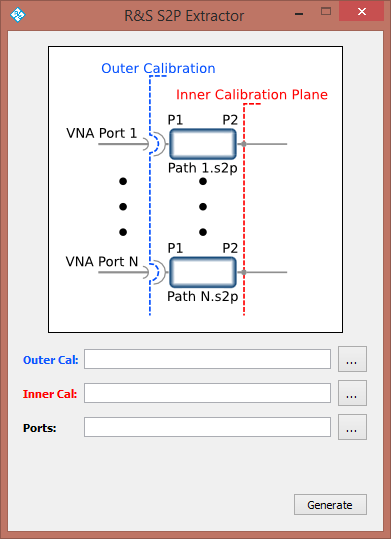 R&S S2P Extractor
Outer Calibration
Inner Calibration Plane
P1 P2
VNA Port 1
Path 1.s2p
P1 P2
VNA Port N
Path N.s2p
Outer Cal: ...
Inner Cal: ...
Ports: ...
Generate